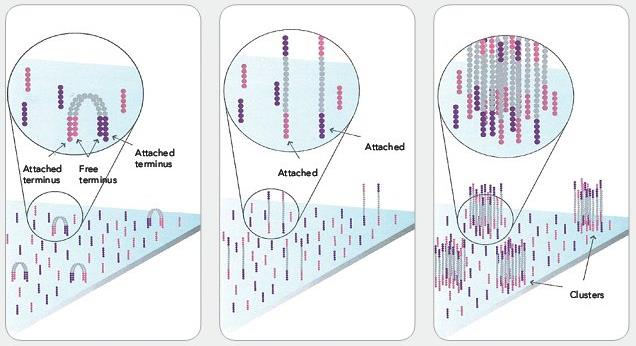 Attached
terminus
Free
terminus
Attached
terminus
Attached
Attached
Clusters